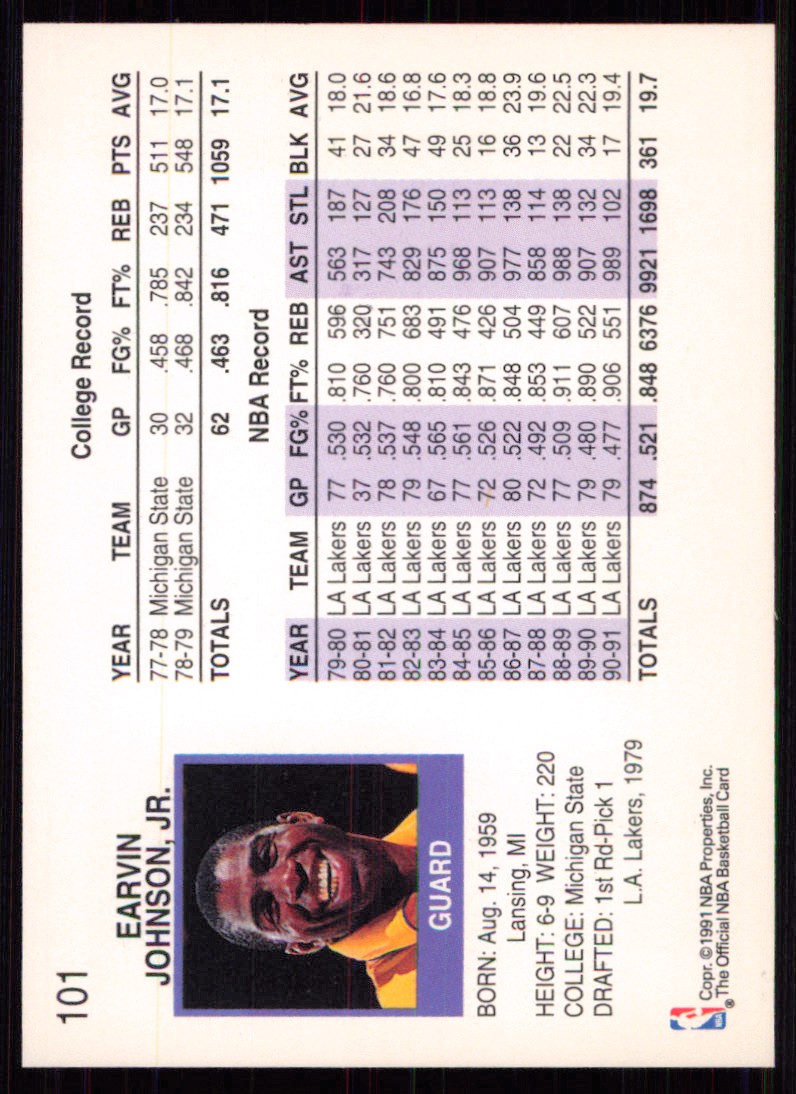 101
EARVIN
JOHNSON, JR.
GUARD
BORN: Aug. 14, 1959
Lansing, MI
HEIGHT: 6-9 WEIGHT: 220
COLLEGE: Michigan State
DRAFTED: 1st Rd-Pick 1
L.A. Lakers, 1979
NBA
Copr. ©1991 NBA Properties, Inc.
® The Official NBA Basketball Card
College Record
YEAR TEAM GP FG% FT% REB PTS AVG
77-78 Michigan State 30 .458 .785 237 511 17.0
78-79 Michigan State 32 .468 .842 234 548 17.1
TOTALS 62 .463 .816 471 1059 17.1
NBA Record
YEAR TEAM GP FG% FT% REB AST STL BLK AVG
79-80 LA Lakers 77 .530 .810 596 563 187 41 18.0
80-81 LA Lakers 37 .532 .760 320 317 127 27 21.6
81-82 LA Lakers 78 .537 .760 751 743 208 34 18.6
82-83 LA Lakers 79 .548 .800 683 829 176 47 16.8
83-84 LA Lakers 67 .565 .810 491 875 150 49 17.6
84-85 LA Lakers 77 .561 .843 476 968 113 25 18.3
85-86 LA Lakers 72 .526 .871 426 907 113 16 18.8
86-87 LA Lakers 80 .522 .848 504 977 138 36 23.9
87-88 LA Lakers 72 .492 .853 449 858 114 13 19.6
88-89 LA Lakers 77 .509 .911 607 988 138 22 22.5
89-90 LA Lakers 79 .480 .890 522 907 132 34 22.3
90-91 LA Lakers 79 .477 .906 551 989 102 17 19.4
TOTALS 874 .521 .848 6376 9921 1698 361 19.7